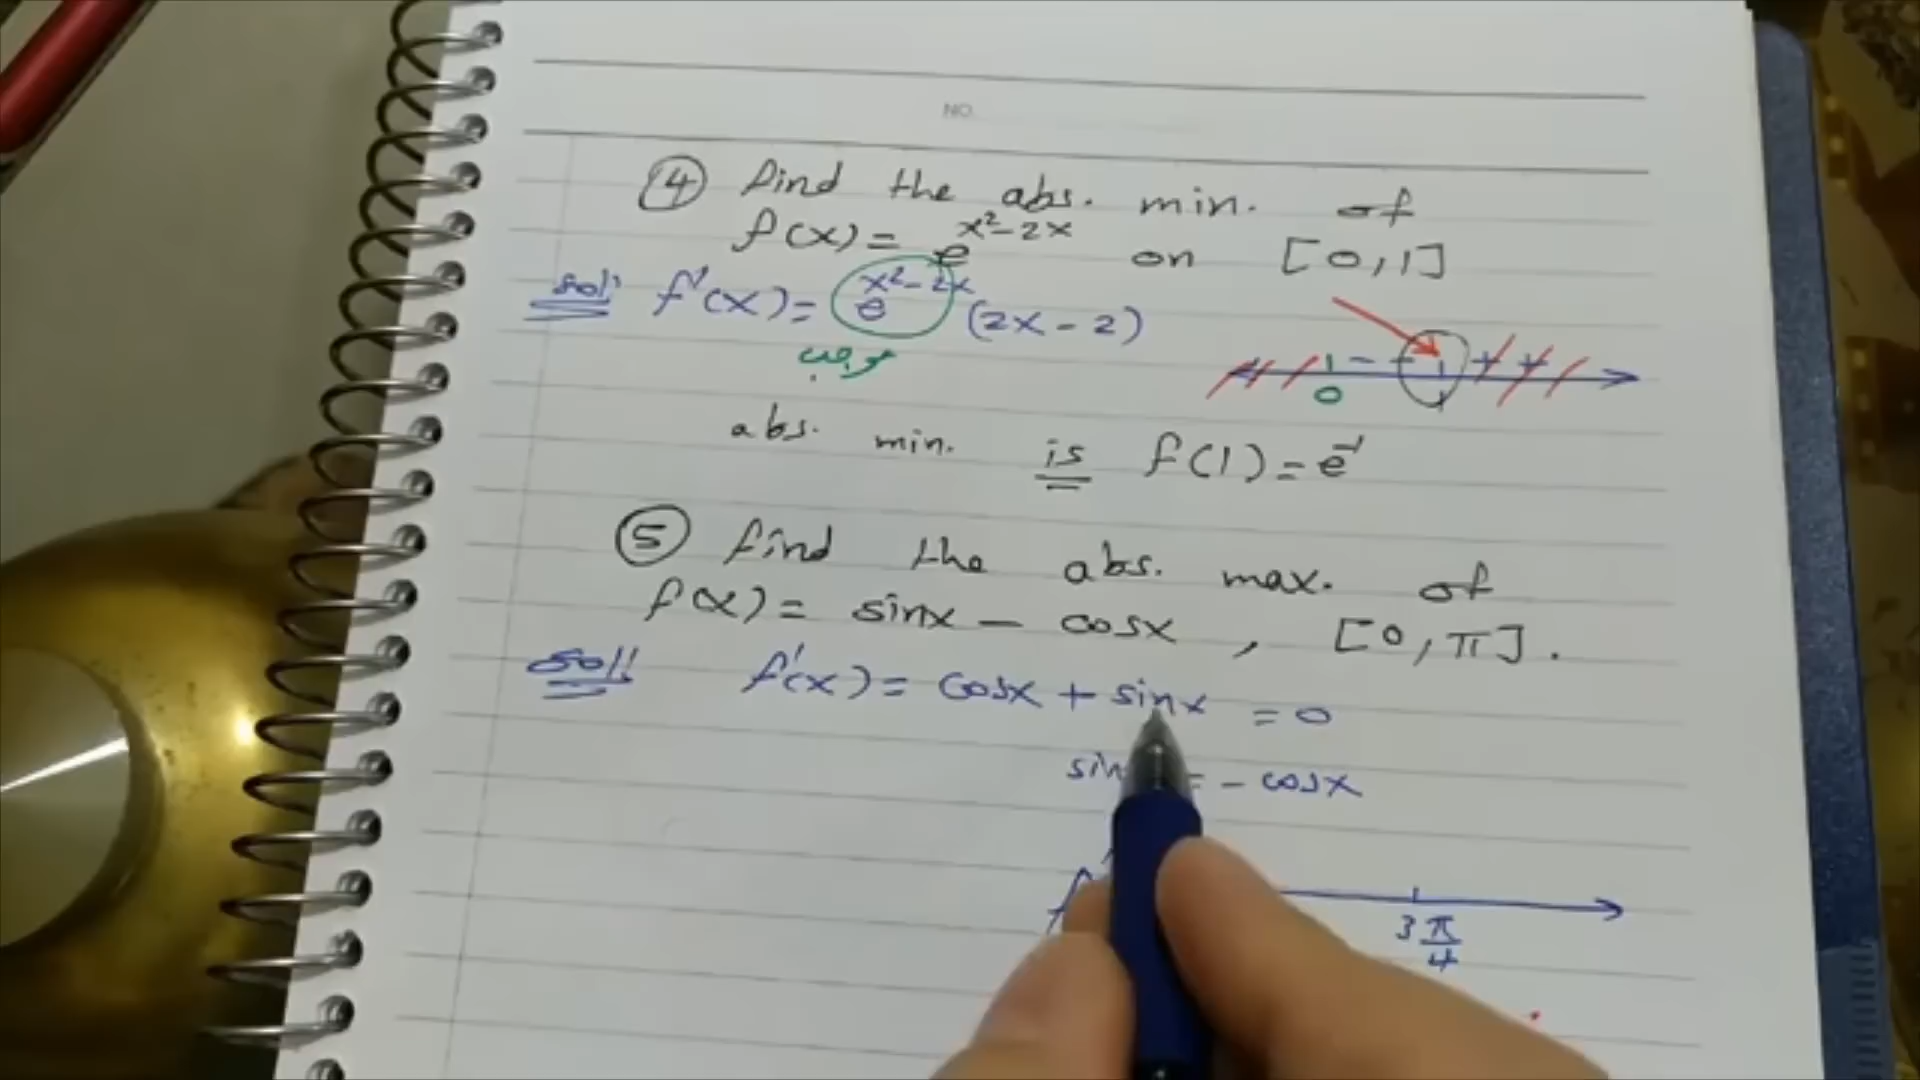 NO.
④ find the abs. min. of
f(x) = e^{x²-2x} on [0,1]
sol: f'(x) = e^{x²-2x} (2x - 2)
موجب
- - + +
0 1
abs. min. is f(1) = e⁻¹
⑤ find the abs. max. of
f(x) = sinx - cosx , [0,π].
sol: f'(x) = cosx + sinx = 0
sin = - cosx
3π/4